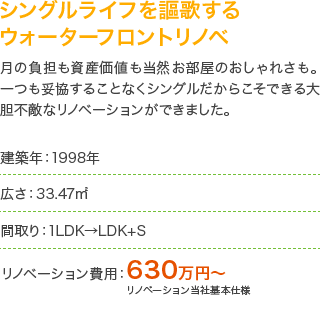 シングルライフを謳歌する
ウォーターフロントリノベ
月の負担も資産価値も当然お部屋のおしゃれさも。
一つも妥協することなくシングルだからこそできる大
胆不敵なリノベーションができました。
建築年：1998年
広さ：33.47㎡
間取り：1LDK→LDK+S
リノベーション費用：630万円〜
リノベーション当社基本仕様